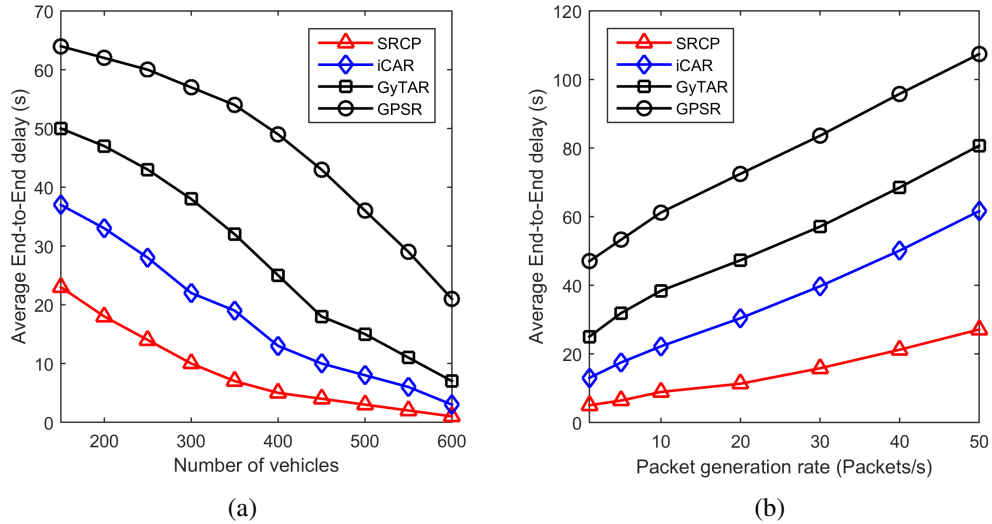 70
60
50
40
30
20
10
0
Average End-to-End delay (s)
SRCP
iCAR
GyTAR
GPSR
200 300 400 500 600
Number of vehicles
(a)
120
100
80
60
40
20
0
Average End-to-End delay (s)
SRCP
iCAR
GyTAR
GPSR
10 20 30 40 50
Packet generation rate (Packets/s)
(b)